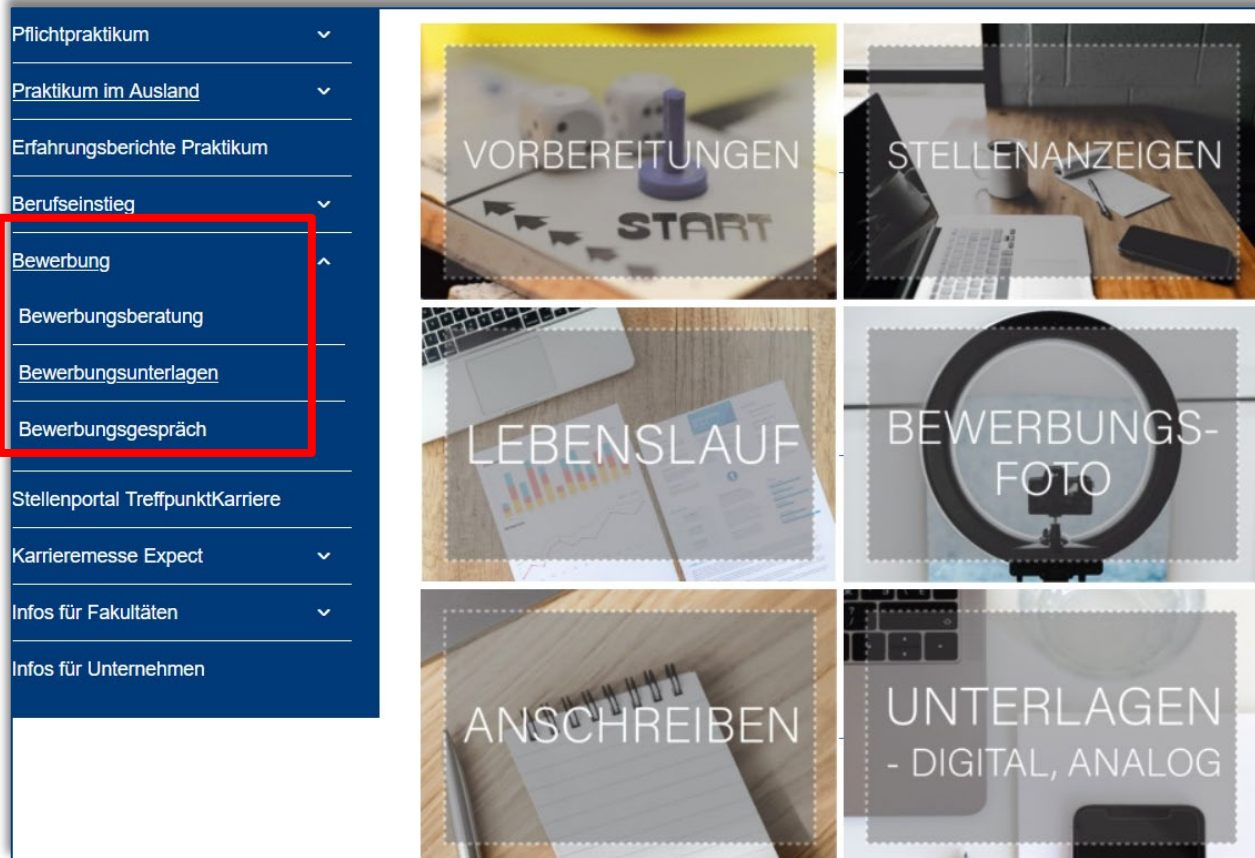 Pflichtpraktikum
Praktikum im Ausland
Erfahrungsberichte Praktikum
Berufseinstieg
Bewerbung
Bewerbungsberatung
Bewerbungsunterlagen
Bewerbungsgespräch
Stellenportal TreffpunktKarriere
Karrieremesse Expect
Infos für Fakultäten
Infos für Unternehmen
VORBEREITUNGEN
START
STELLENANZEIGEN
LEBENSLAUF
BEWERBUNGS-
FOTO
ANSCHREIBEN
UNTERLAGEN
- DIGITAL, ANALOG